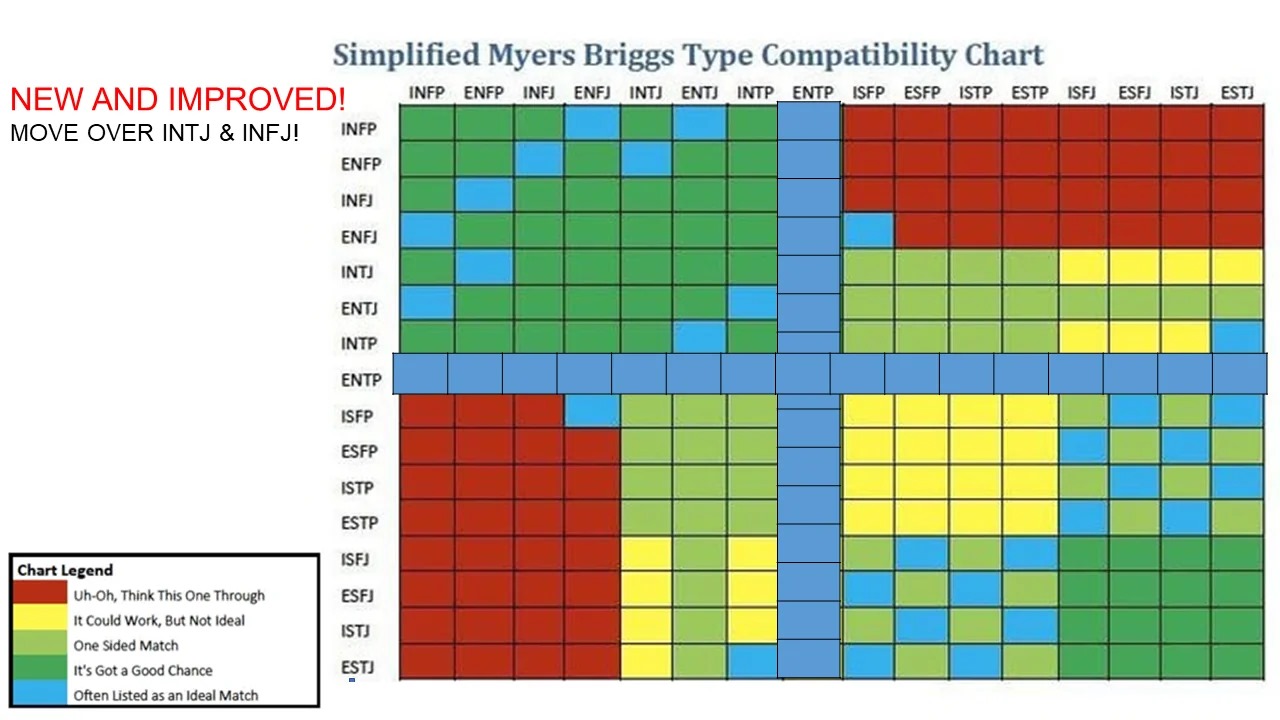 Simplified Myers Briggs Type Compatibility Chart
NEW AND IMPROVED!
MOVE OVER INTJ & INFJ!
INFP ENFP INFJ ENFJ INTJ ENTJ INTP ENTP ISFP ESFP ISTP ESTP ISFJ ESFJ ISTJ ESTJ
INFP
ENFP
INFJ
ENFJ
INTJ
ENTJ
INTP
ENTP
ISFP
ESFP
ISTP
ESTP
ISFJ
ESFJ
ISTJ
ESTJ
Chart Legend
Uh-Oh, Think This One Through
It Could Work, But Not Ideal
One Sided Match
It's Got a Good Chance
Often Listed as an Ideal Match